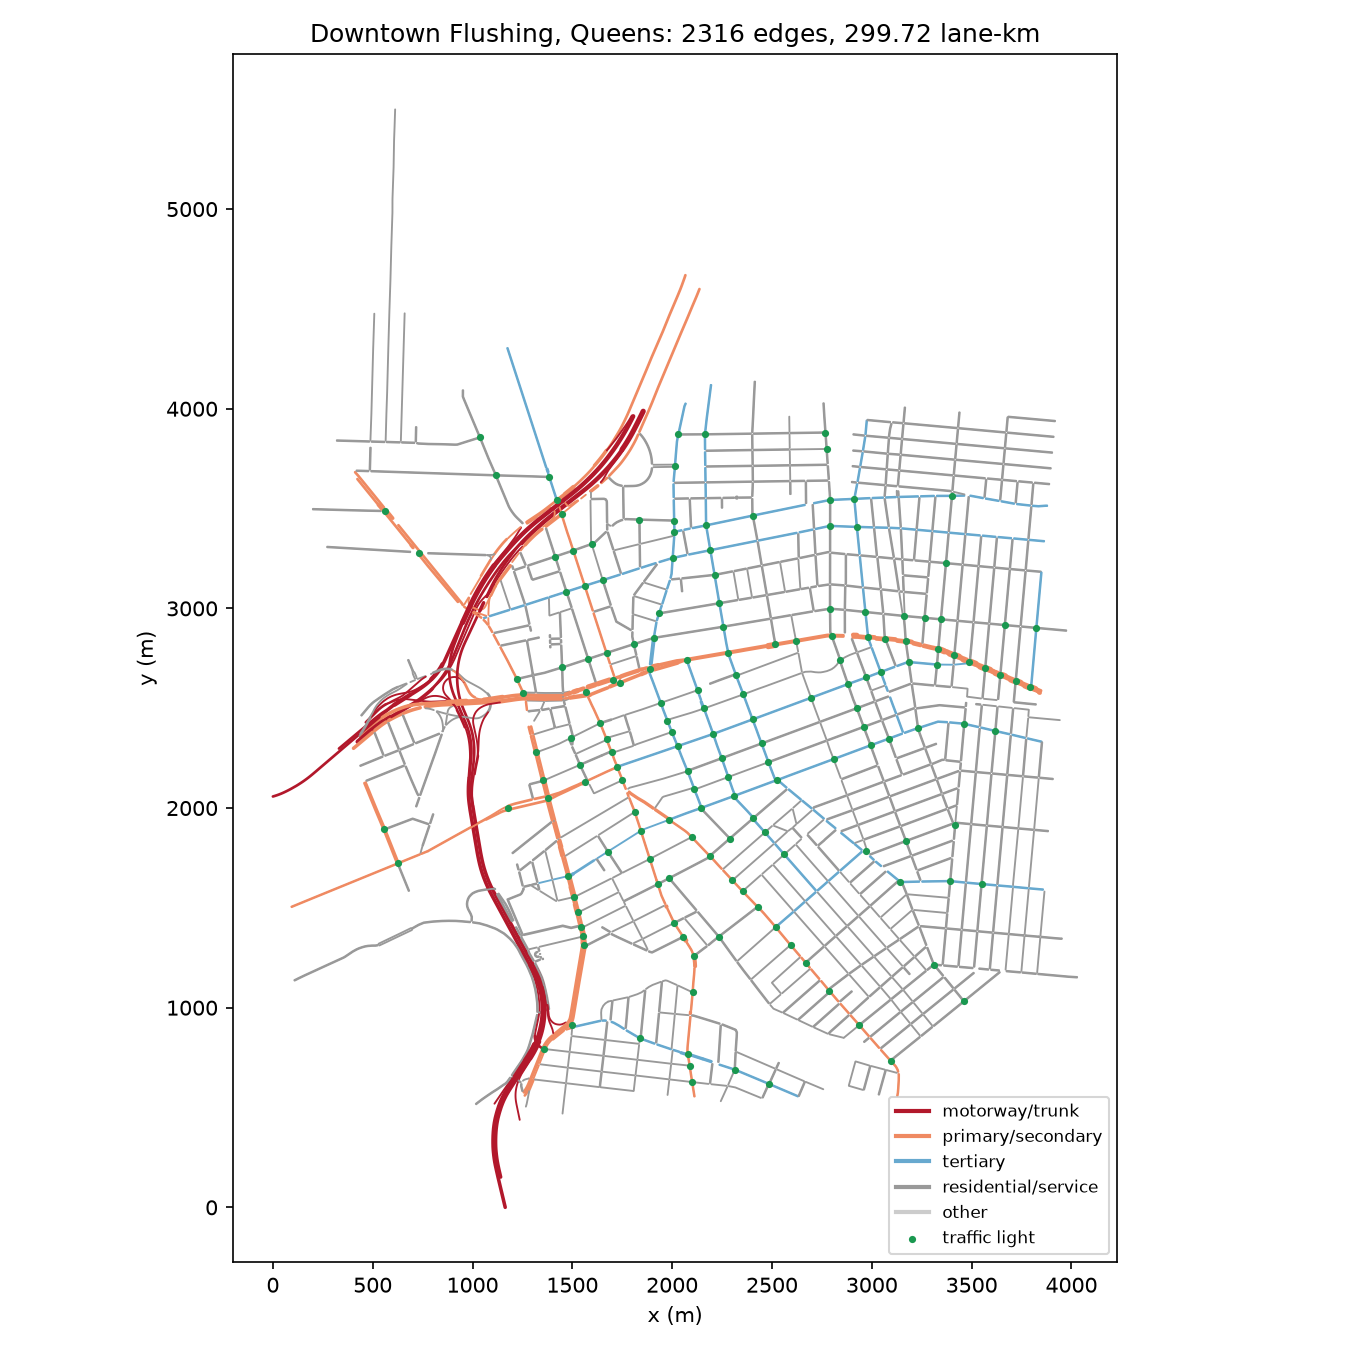 Downtown Flushing, Queens: 2316 edges, 299.72 lane-km
5000
4000
3000
2000
1000
0
y (m)
0 500 1000 1500 2000 2500 3000 3500 4000
x (m)
motorway/trunk
primary/secondary
tertiary
residential/service
other
traffic light